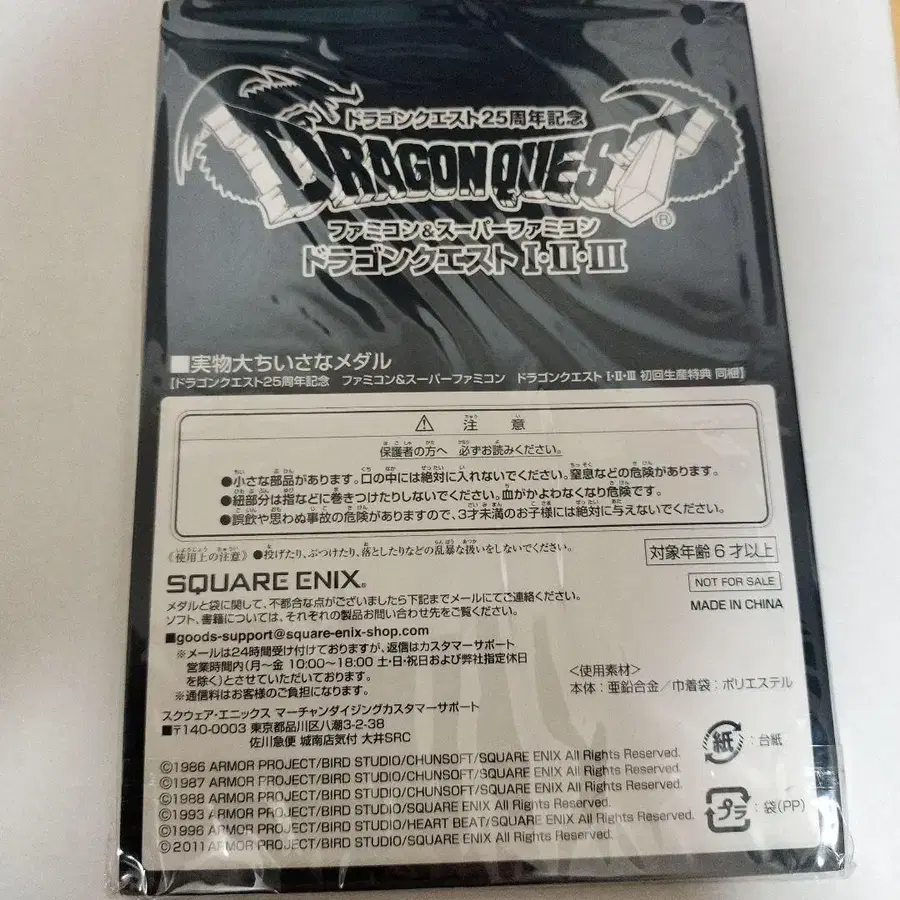 ドラゴンクエスト25周年記念
DRAGON QUEST®
ファミコン&スーパーファミコン
ドラゴンクエストI・II・III
■実物大ちいさなメダル
【ドラゴンクエスト25周年記念 ファミコン&スーパーファミコン ドラゴンクエスト I・II・III 初回生産特典 同梱】
⚠ 注意
保護者の方へ 必ずお読みください。
●小さな部品があります。口の中には絶対に入れないでください。窒息などの危険があります。
●紐部分は指などに巻きつけたりしないでください。血がかよわなくなり危険です。
●誤飲や思わぬ事故の危険がありますので、3才未満のお子様には絶対に与えないでください。
《使用上の注意》●投げたり、ぶつけたり、落としたりなどの乱暴な扱いをしないでください。
対象年齢6才以上
SQUARE ENIX.
NOT FOR SALE
MADE IN CHINA
メダルと袋に関して、不都合な点がございましたら下記までメールにてご連絡ください。
ソフト、書籍については、それぞれの製品お問い合わせ先をご覧ください。
■goods-support@square-enix-shop.com
※メールは24時間受け付けておりますが、返信はカスタマーサポート
営業時間内(月〜金 10:00〜18:00 土・日・祝日および弊社指定休日
を除く)とさせていただいております。
※通信料はお客様のご負担になります。
<使用素材>
本体:亜鉛合金/巾着袋:ポリエステル
スクウェア・エニックス マーチャンダイジングカスタマーサポート
■〒140-0003 東京都品川区八潮3-2-38
佐川急便 城南店気付 大井SRC
紙:台紙
©1986 ARMOR PROJECT/BIRD STUDIO/CHUNSOFT/SQUARE ENIX All Rights Reserved.
©1987 ARMOR PROJECT/BIRD STUDIO/CHUNSOFT/SQUARE ENIX All Rights Reserved.
©1988 ARMOR PROJECT/BIRD STUDIO/CHUNSOFT/SQUARE ENIX All Rights Reserved.
©1993 ARMOR PROJECT/BIRD STUDIO/SQUARE ENIX All Rights Reserved.
©1996 ARMOR PROJECT/BIRD STUDIO/HEART BEAT/SQUARE ENIX All Rights Reserved.
©2011 ARMOR PROJECT/BIRD STUDIO/SQUARE ENIX All Rights Reserved.
プラ:袋(PP)